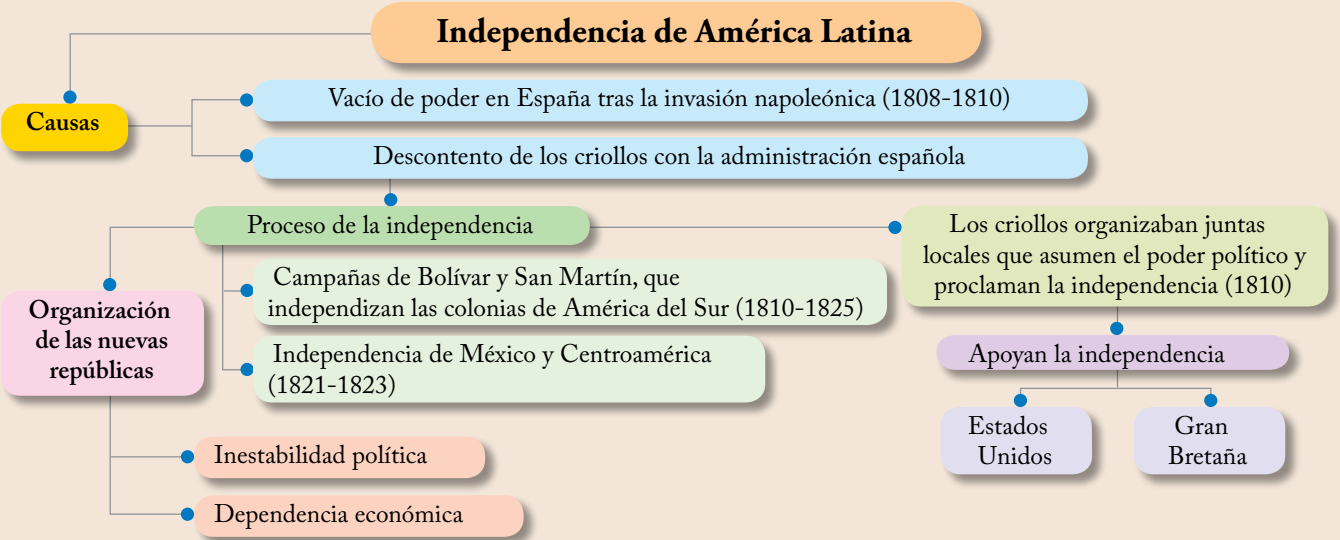 Independencia de América Latina
Causas
Vacío de poder en España tras la invasión napoleónica (1808-1810)
Descontento de los criollos con la administración española
Proceso de la independencia
Los criollos organizaban juntas
locales que asumen el poder político y
proclaman la independencia (1810)
Campañas de Bolívar y San Martín, que
independizan las colonias de América del Sur (1810-1825)
Organización
de las nuevas
repúblicas
Independencia de México y Centroamérica
(1821-1823)
Apoyan la independencia
Estados
Unidos
Gran
Bretaña
Inestabilidad política
Dependencia económica